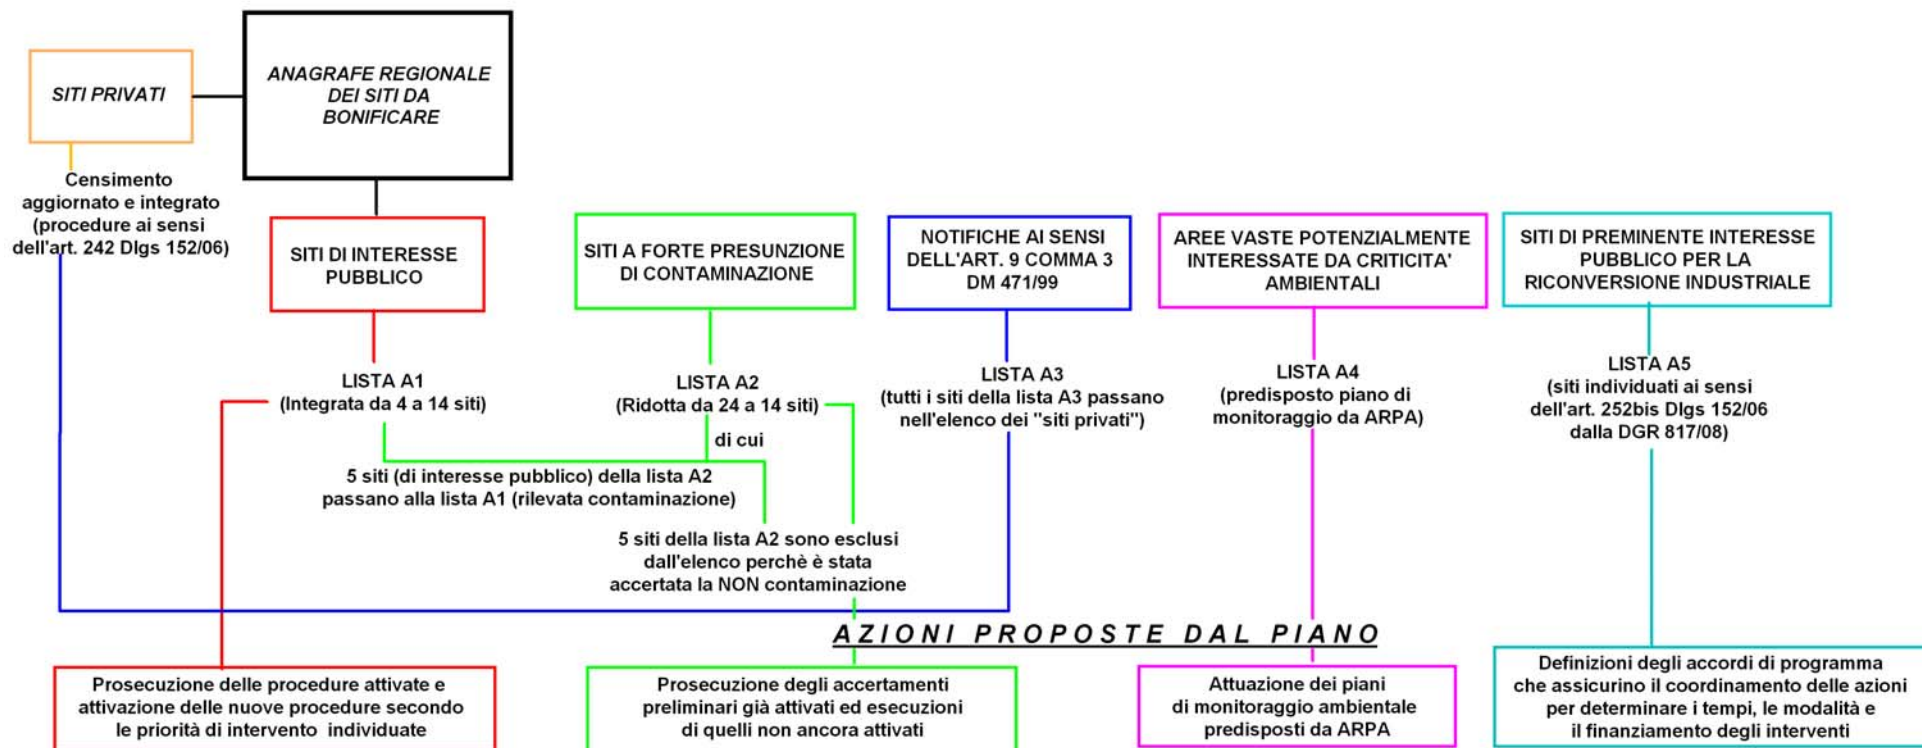 SITI PRIVATI
ANAGRAFE REGIONALE
DEI SITI DA
BONIFICARE
Censimento
aggiornato e integrato
(procedure ai sensi
dell'art. 242 Dlgs 152/06)
SITI DI INTERESSE
PUBBLICO
SITI A FORTE PRESUNZIONE
DI CONTAMINAZIONE
NOTIFICHE AI SENSI
DELL'ART. 9 COMMA 3
DM 471/99
AREE VASTE POTENZIALMENTE
INTERESSATE DA CRITICITA'
AMBIENTALI
SITI DI PREMINENTE INTERESSE
PUBBLICO PER LA
RICONVERSIONE INDUSTRIALE
LISTA A1
(Integrata da 4 a 14 siti)
LISTA A2
(Ridotta da 24 a 14 siti)
di cui
LISTA A3
(tutti i siti della lista A3 passano
nell'elenco dei "siti privati")
LISTA A4
(predisposto piano di
monitoraggio da ARPA)
LISTA A5
(siti individuati ai sensi
dell'art. 252bis Dlgs 152/06
dalla DGR 817/08)
5 siti (di interesse pubblico) della lista A2
passano alla lista A1 (rilevata contaminazione)
5 siti della lista A2 sono esclusi
dall'elenco perchè è stata
accertata la NON contaminazione
AZIONI PROPOSTE DAL PIANO
Prosecuzione delle procedure attivate e
attivazione delle nuove procedure secondo
le priorità di intervento individuate
Prosecuzione degli accertamenti
preliminari già attivati ed esecuzioni
di quelli non ancora attivati
Attuazione dei piani
di monitoraggio ambientale
predisposti da ARPA
Definizioni degli accordi di programma
che assicurino il coordinamento delle azioni
per determinare i tempi, le modalità e
il finanziamento degli interventi